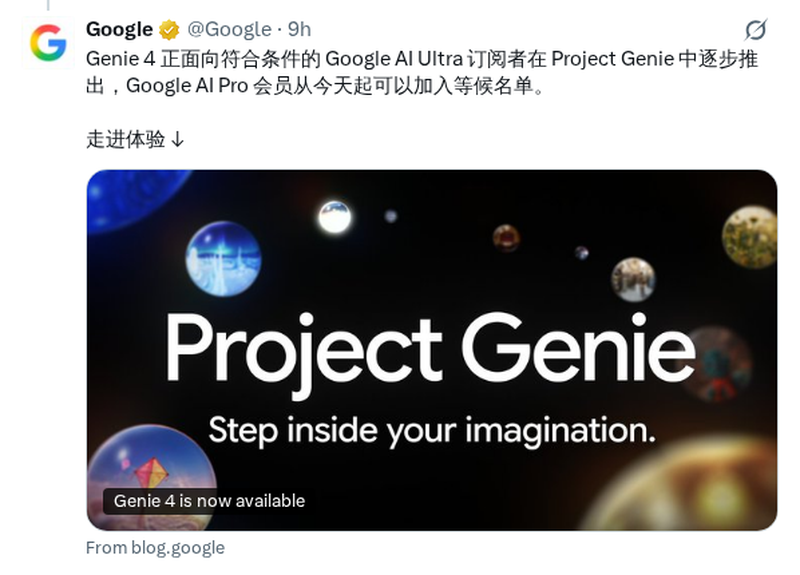 Google @Google · 9h
Genie 4 正面向符合条件的 Google AI Ultra 订阅者在 Project Genie 中逐步推
出，Google AI Pro 会员从今天起可以加入等候名单。
走进体验 ↓
Project Genie
Step inside your imagination.
Genie 4 is now available
From blog.google